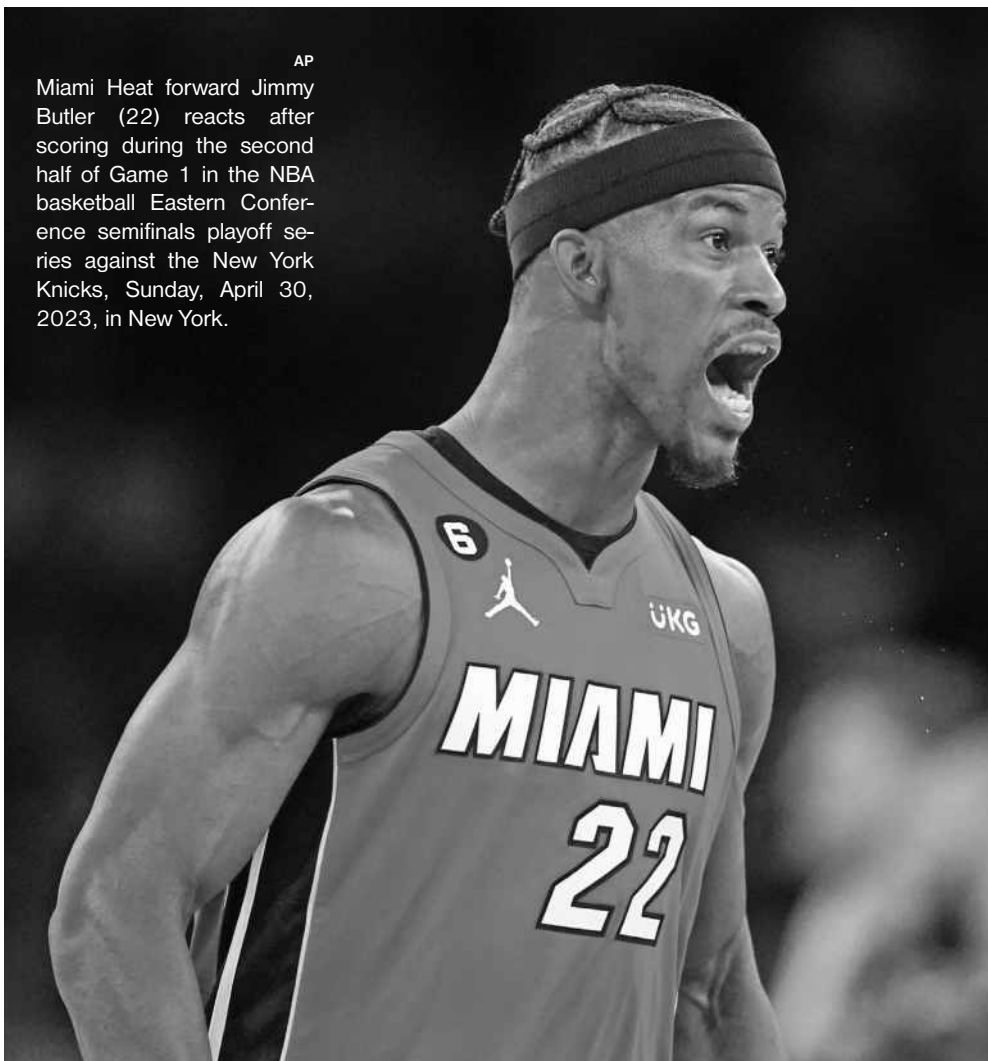 AP
Miami Heat forward Jimmy
Butler (22) reacts after
scoring during the second
half of Game 1 in the NBA
basketball Eastern Confer-
ence semifinals playoff se-
ries against the New York
Knicks, Sunday, April 30,
2023, in New York.
6
UKG
MIAMI
22